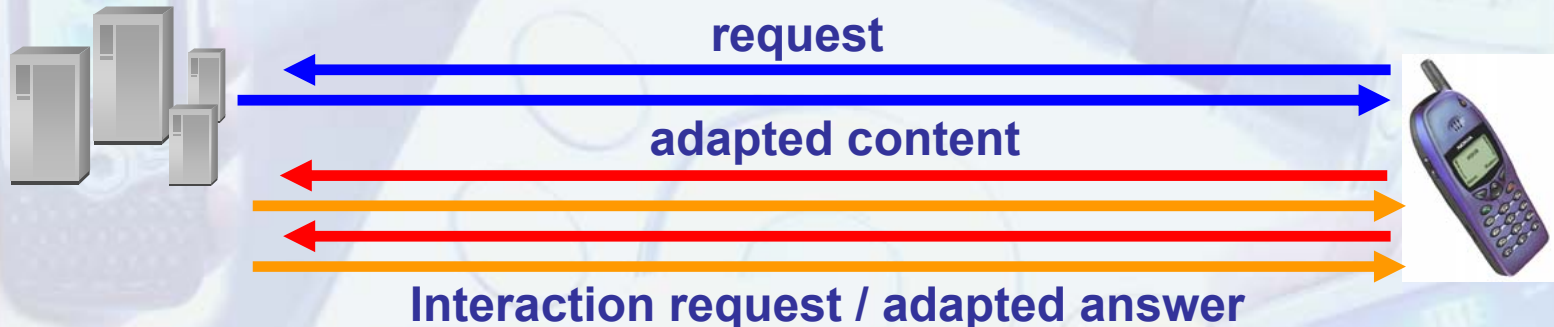 request
adapted content
Interaction request / adapted answer